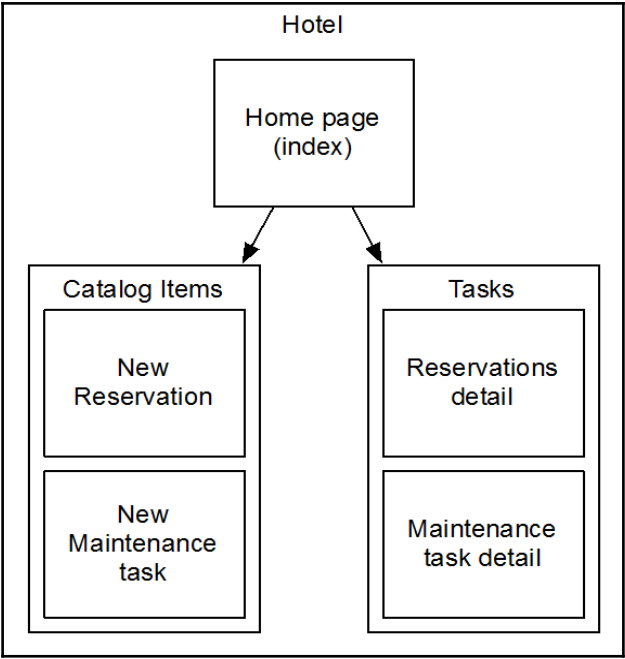 Hotel
Home page
(index)
Catalog Items
New
Reservation
New
Maintenance
task
Tasks
Reservations
detail
Maintenance
task detail